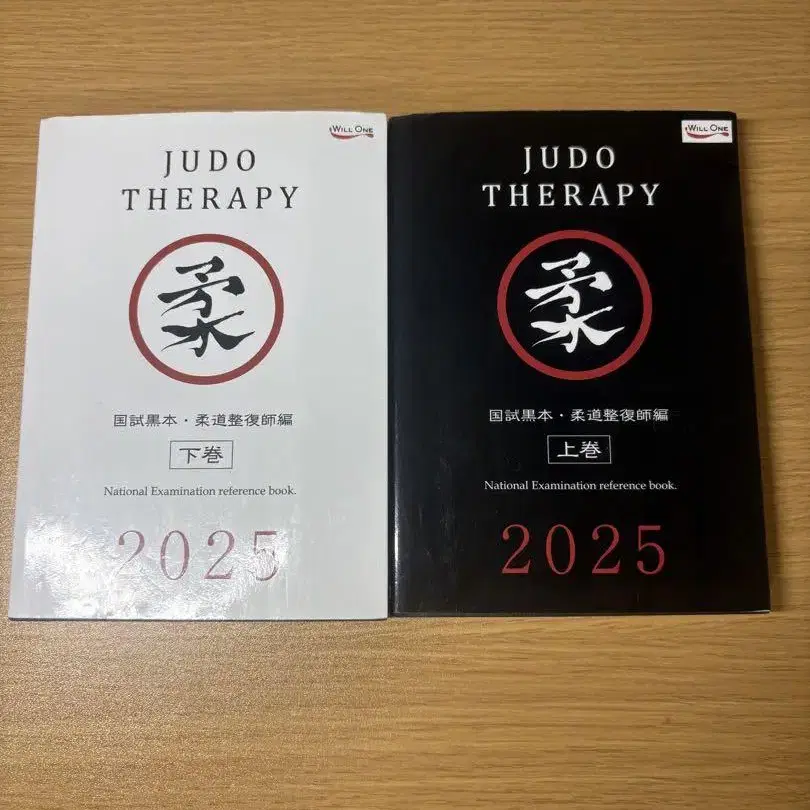 WILL ONE
JUDO
THERAPY
柔
国試黒本・柔道整復師編
下巻
National Examination reference book.
2025
WILL ONE
JUDO
THERAPY
柔
国試黒本・柔道整復師編
上巻
National Examination reference book.
2025